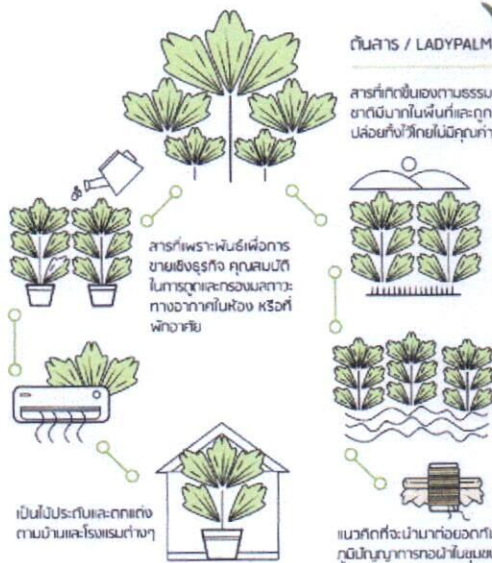 ต้นสาร / LADYPALM
สารที่เกิดขึ้นเองตามธรรม
ชาติมีมากในพื้นที่และถูก
ปล่อยทิ้งไว้โดยไม่มีคุณค่า
สารที่เพราะพันธ์เพื่อการ
ขายเชิงธุรกิจ คุณสมบัติ
ในการดูดและกรองมลภาวะ
ทางอากาศในห้อง หรือที่
พักอาศัย
เป็นไม้ประดับและตกแต่ง
ตามบ้านและโรงแรมต่างๆ
แนวคิดที่จะนำมาต่อยอดกับ
ภูมิปัญญาการทอผ้าในชุมชน